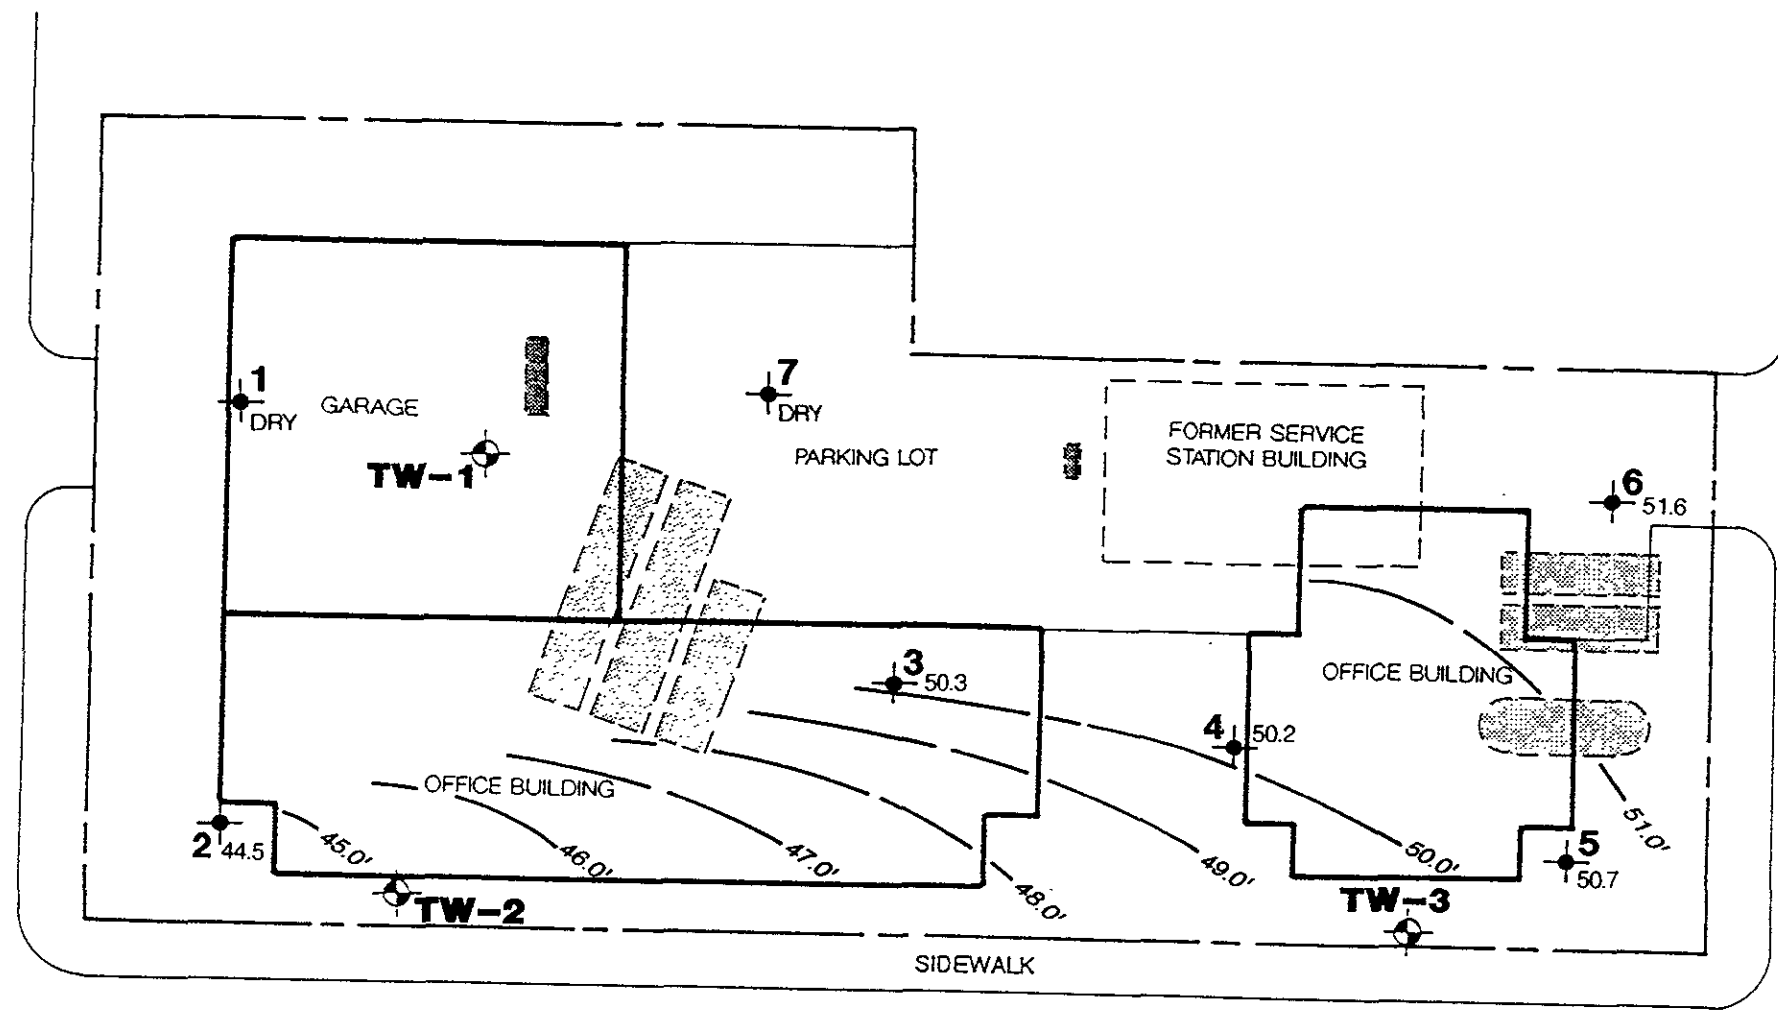 1
DRY
GARAGE
TW-1
7
DRY
PARKING LOT
FORMER SERVICE
STATION BUILDING
6
51.6
3
50.3
4
50.2
OFFICE BUILDING
OFFICE BUILDING
2
44.5
45.0'
46.0'
47.0'
48.0'
49.0'
50.0'
51.0'
5
50.7
TW-2
TW-3
SIDEWALK